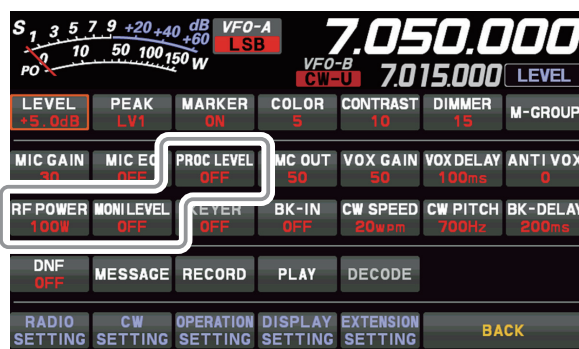 S 1 3 5 7 9 +20 +40 +60 dB VFO-A
LSB
7.050.000
PO 0 10 50 100 150 W
VFO-B
CW-U 7.015.000 LEVEL
LEVEL PEAK MARKER COLOR CONTRAST DIMMER M-GROUP
+5.0dB LV1 ON 5 10 15
MIC GAIN MIC EQ PROC LEVEL MC OUT VOX GAIN VOX DELAY ANTI VOX
30 OFF OFF 50 50 100ms 0
RF POWER MONI LEVEL KEYER BK-IN CW SPEED CW PITCH BK-DELAY
100W OFF OFF OFF 20wpm 700Hz 200ms
DNF MESSAGE RECORD PLAY DECODE
OFF
RADIO CW OPERATION DISPLAY EXTENSION BACK
SETTING SETTING SETTING SETTING SETTING